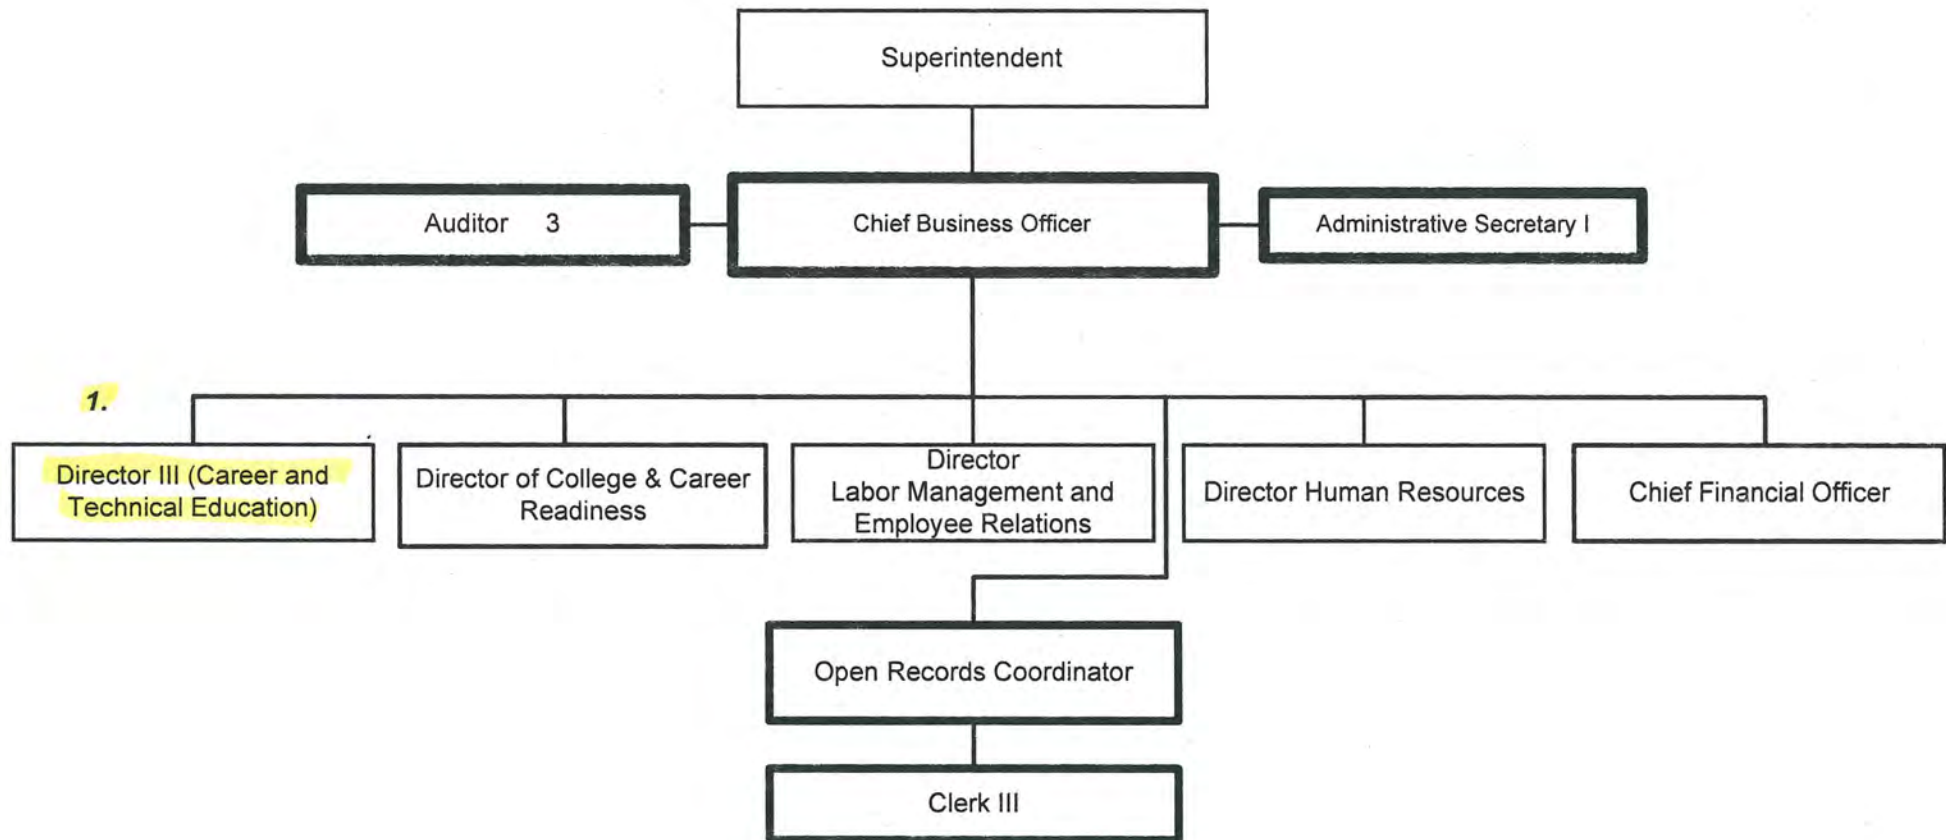 Superintendent
Auditor 3
Chief Business Officer
Administrative Secretary I
1.
Director III (Career and
Technical Education)
Director of College & Career
Readiness
Director
Labor Management and
Employee Relations
Director Human Resources
Chief Financial Officer
Open Records Coordinator
Clerk III